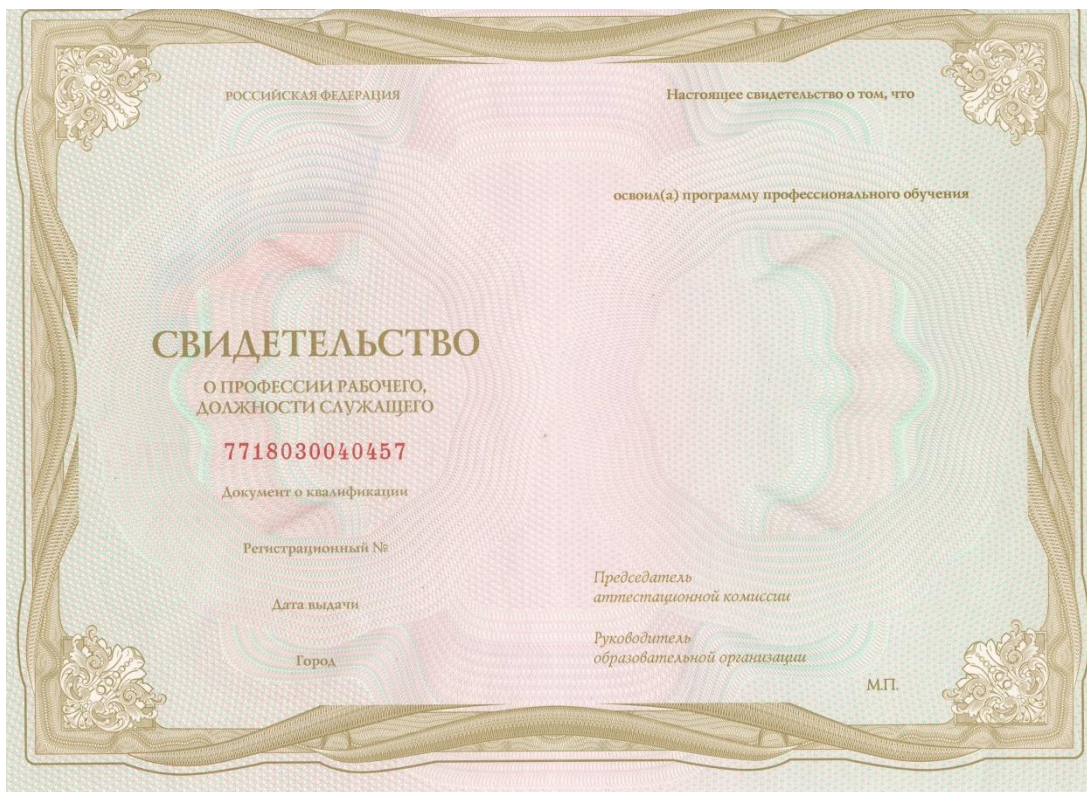 РОССИЙСКАЯ ФЕДЕРАЦИЯ
СВИДЕТЕЛЬСТВО
О ПРОФЕССИИ РАБОЧЕГО,
ДОЛЖНОСТИ СЛУЖАЩЕГО
7718030040457
Документ о квалификации
Регистрационный №
Дата выдачи
Город
Настоящее свидетельство о том, что
освоил(а) программу профессионального обучения
Председатель
аттестационной комиссии
Руководитель
образовательной организации
М.П.